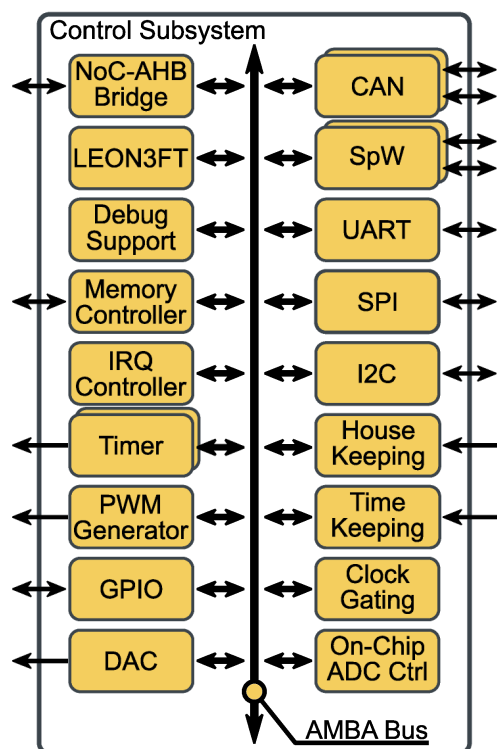 Control Subsystem
NoC-AHB
Bridge
LEON3FT
Debug
Support
Memory
Controller
IRQ
Controller
Timer
PWM
Generator
GPIO
DAC
CAN
SpW
UART
SPI
I2C
House
Keeping
Time
Keeping
Clock
Gating
On-Chip
ADC Ctrl
AMBA Bus